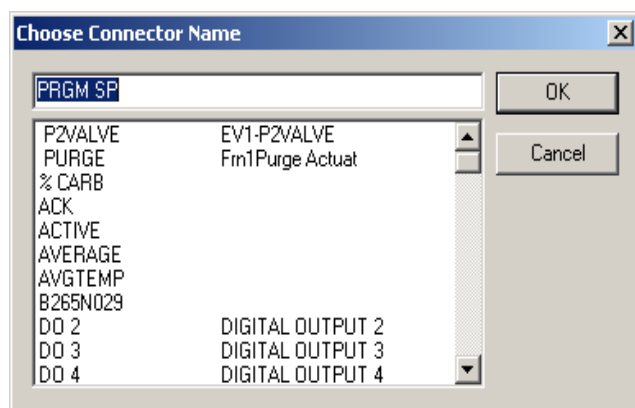 Choose Connector Name
PRGM SP
OK
Cancel
P2VALVE EV1-P2VALVE
PURGE Frn1Purge Actuat
% CARB
ACK
ACTIVE
AVERAGE
AVGTEMP
B265N029
DO 2 DIGITAL OUTPUT 2
DO 3 DIGITAL OUTPUT 3
DO 4 DIGITAL OUTPUT 4